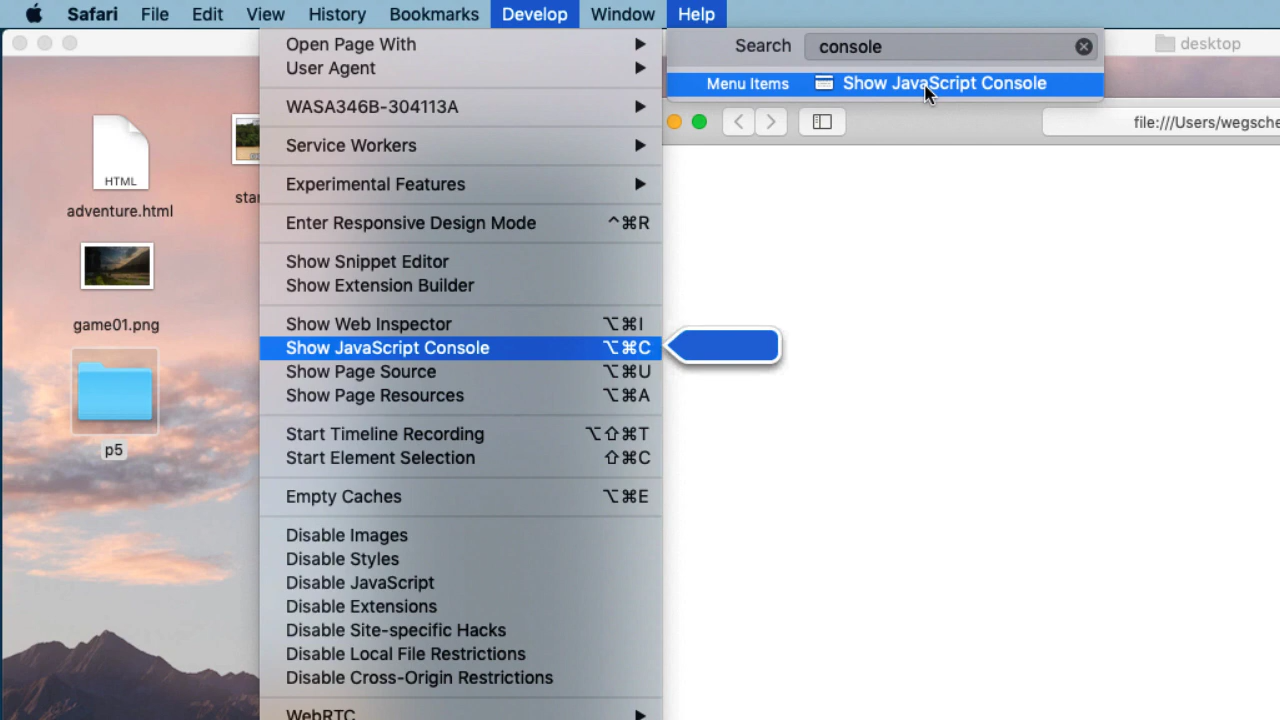 Safari File Edit View History Bookmarks Develop Window Help
Search console
Menu Items Show JavaScript Console
desktop
file:///Users/wegsche
HTML
adventure.html
game01.png
p5
Open Page With
User Agent
WASA346B-304113A
Service Workers
Experimental Features
Enter Responsive Design Mode ^⌘R
Show Snippet Editor
Show Extension Builder
Show Web Inspector ⌥⌘I
Show JavaScript Console ⌥⌘C
Show Page Source ⌥⌘U
Show Page Resources ⌥⌘A
Start Timeline Recording ⌥⇧⌘T
Start Element Selection ⇧⌘C
Empty Caches ⌥⌘E
Disable Images
Disable Styles
Disable JavaScript
Disable Extensions
Disable Site-specific Hacks
Disable Local File Restrictions
Disable Cross-Origin Restrictions
WebRTC